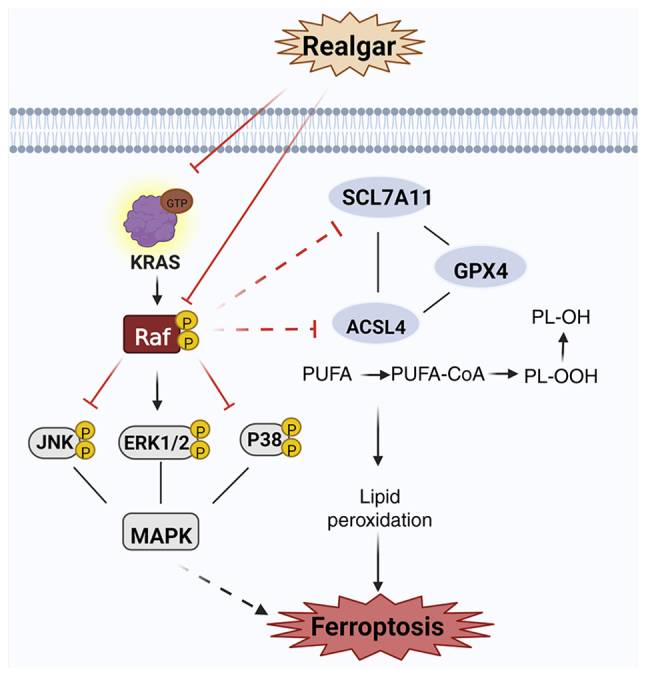 Realgar
GTP
KRAS
SCL7A11
GPX4
ACSL4
Raf
P
P
PL-OH
PUFA
PUFA-CoA
PL-OOH
JNK
P
P
ERK1/2
P
P
P38
P
P
Lipid
peroxidation
MAPK
Ferroptosis